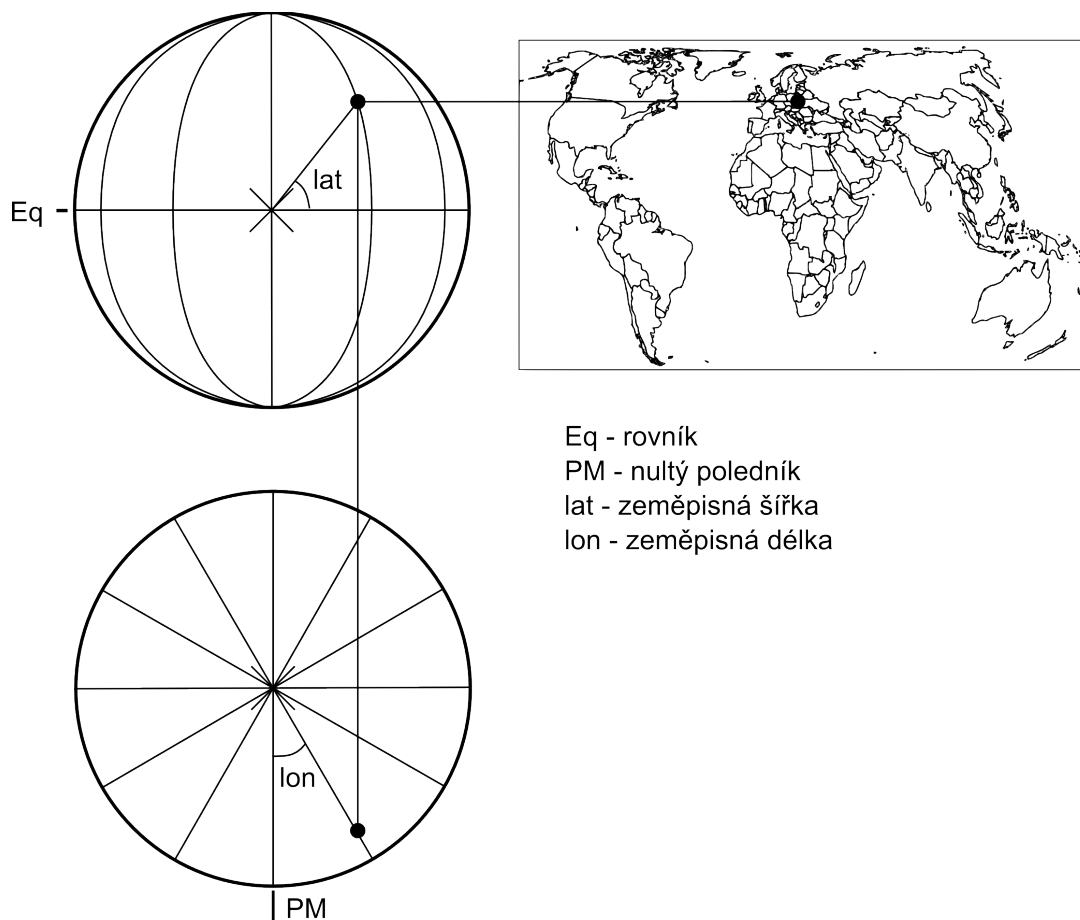 lat
Eq
Eq - rovník
PM - nultý poledník
lat - zeměpisná šířka
lon - zeměpisná délka
lon
PM